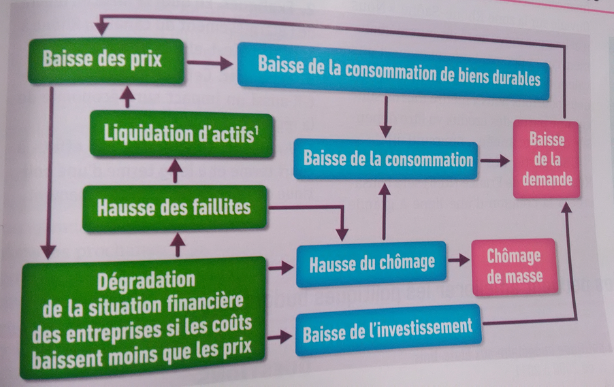 Baisse des prix
Baisse de la consommation de biens durables
Liquidation d'actifs¹
Baisse de la consommation
Baisse
de la
demande
Hausse des faillites
Dégradation
de la situation financière
des entreprises si les coûts
baissent moins que les prix
Hausse du chômage
Chômage
de masse
Baisse de l'investissement